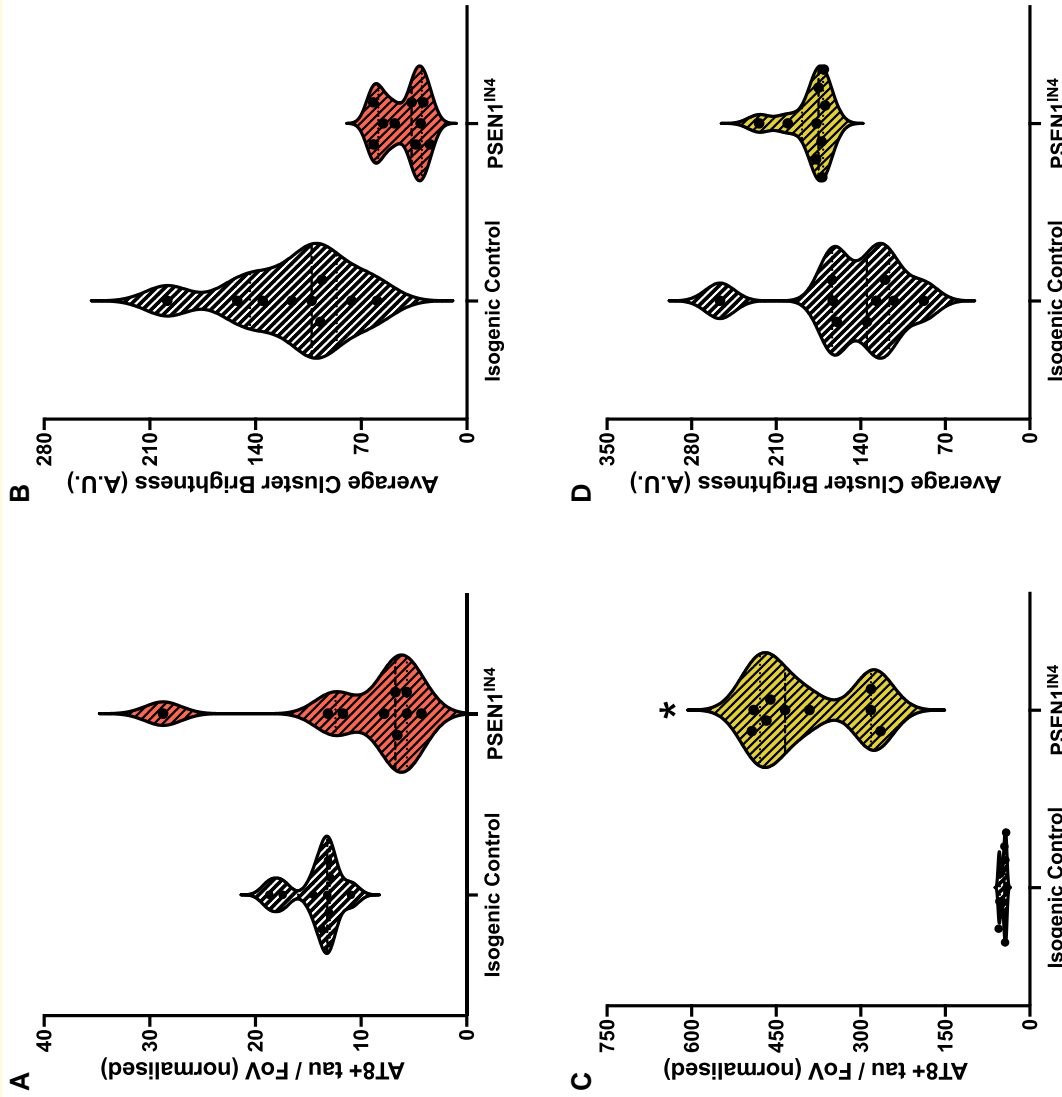 A
AT8+ tau / FoV (normalised)
40
30
20
10
0
Isogenic Control
PSEN1IN4
B
Average Cluster Brightness (A.U.)
280
210
140
70
0
Isogenic Control
PSEN1IN4
C
AT8+ tau / FoV (normalised)
750
600
450
300
150
0
*
Isogenic Control
PSEN1IN4
D
Average Cluster Brightness (A.U.)
350
280
210
140
70
0
Isogenic Control
PSEN1IN4